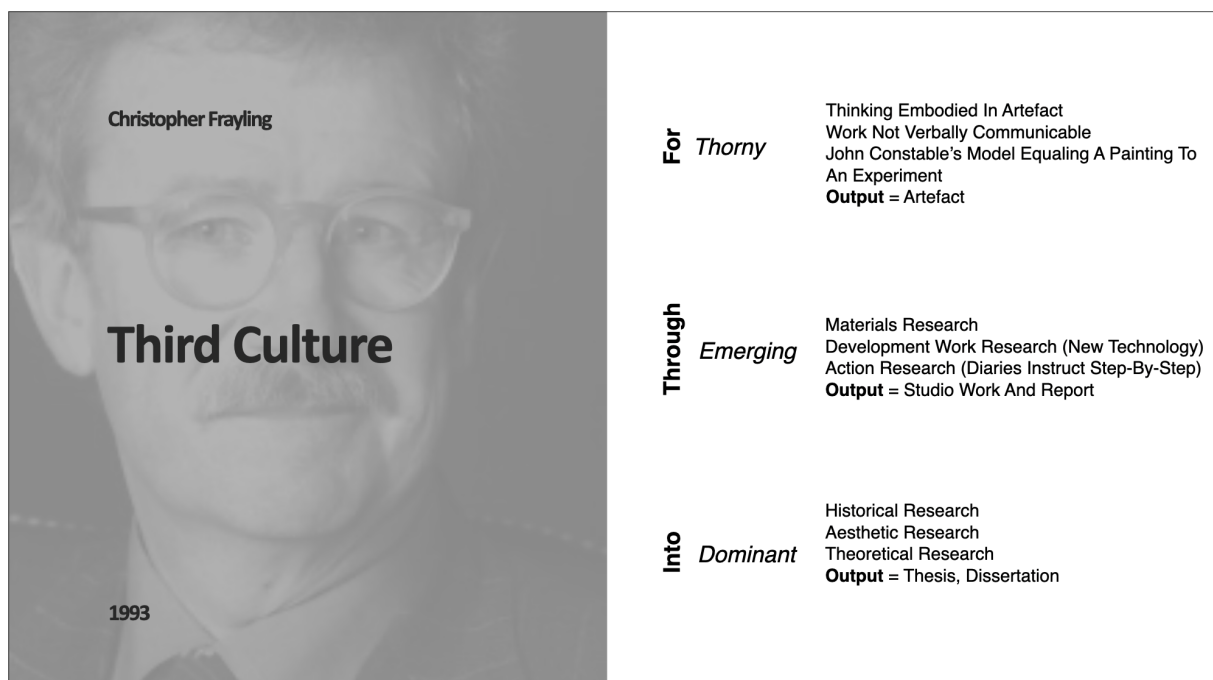 Christopher Frayling
Third Culture
1993
For
Thorny
Thinking Embodied In Artefact
Work Not Verbally Communicable
John Constable’s Model Equaling A Painting To
An Experiment
Output = Artefact
Through
Emerging
Materials Research
Development Work Research (New Technology)
Action Research (Diaries Instruct Step-By-Step)
Output = Studio Work And Report
Into
Dominant
Historical Research
Aesthetic Research
Theoretical Research
Output = Thesis, Dissertation